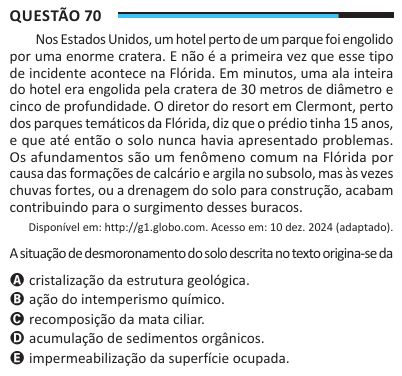 QUESTÃO 70
Nos Estados Unidos, um hotel perto de um parque foi engolido
por uma enorme cratera. E não é a primeira vez que esse tipo
de incidente acontece na Flórida. Em minutos, uma ala inteira
do hotel era engolida pela cratera de 30 metros de diâmetro e
cinco de profundidade. O diretor do resort em Clermont, perto
dos parques temáticos da Flórida, diz que o prédio tinha 15 anos,
e que até então o solo nunca havia apresentado problemas.
Os afundamentos são um fenômeno comum na Flórida por
causa das formações de calcário e argila no subsolo, mas às vezes
chuvas fortes, ou a drenagem do solo para construção, acabam
contribuindo para o surgimento desses buracos.
Disponível em: http://g1.globo.com. Acesso em: 10 dez. 2024 (adaptado).
A situação de desmoronamento do solo descrita no texto origina-se da
A cristalização da estrutura geológica.
B ação do intemperismo químico.
C recomposição da mata ciliar.
D acumulação de sedimentos orgânicos.
E impermeabilização da superfície ocupada.